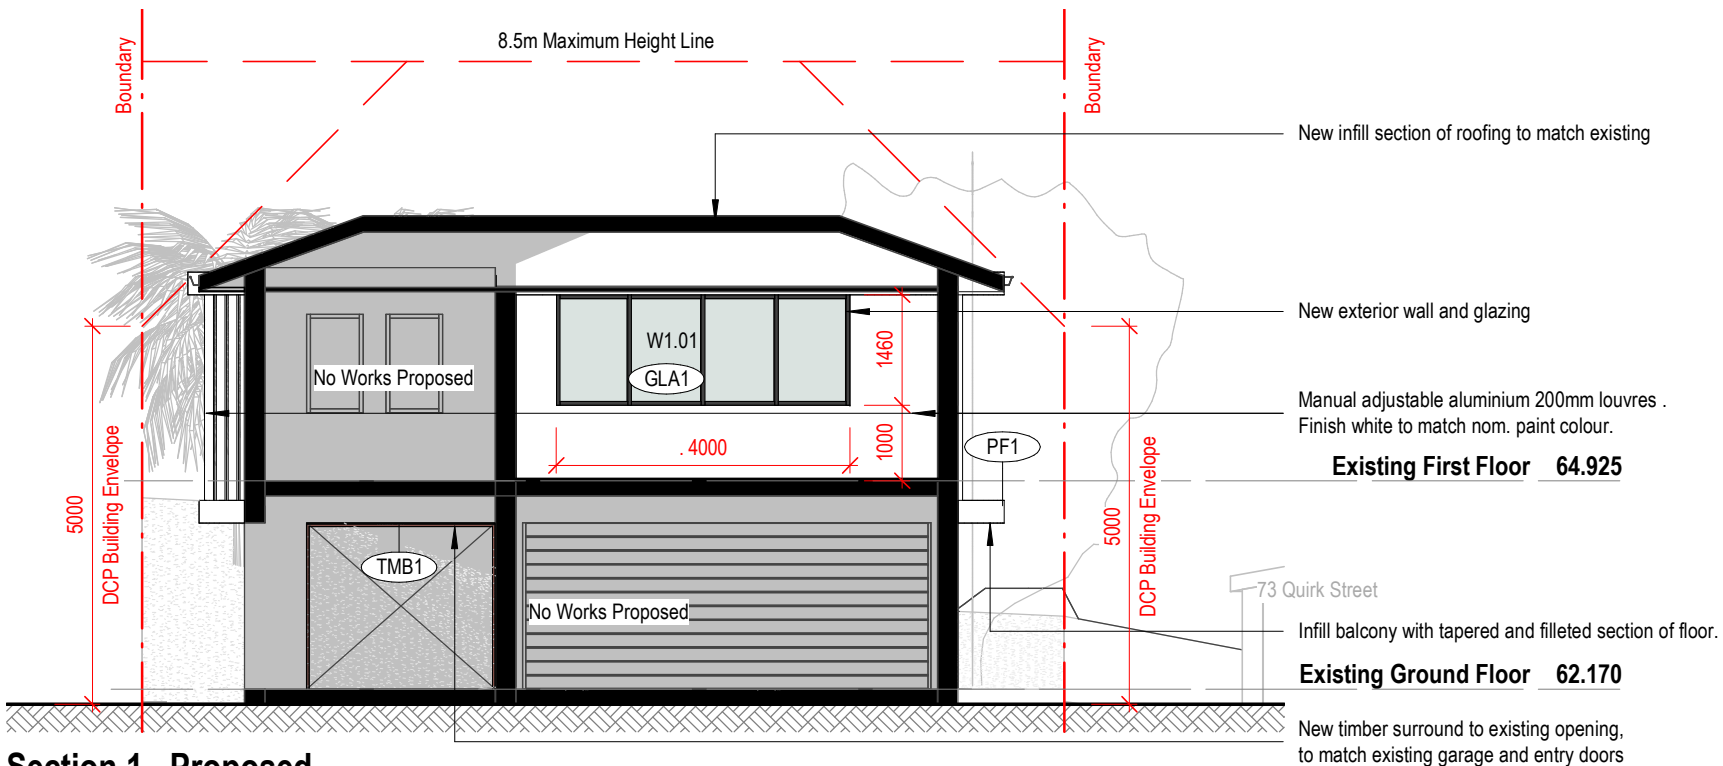 8.5m Maximum Height Line
Boundary
Boundary
New infill section of roofing to match existing
New exterior wall and glazing
W1.01
GLA1
1460
No Works Proposed
Manual adjustable aluminium 200mm louvres .
Finish white to match nom. paint colour.
. 4000
1000
PF1
Existing First Floor 64.925
5000
DCP Building Envelope
5000
DCP Building Envelope
TMB1
73 Quirk Street
No Works Proposed
Infill balcony with tapered and filleted section of floor.
Existing Ground Floor 62.170
New timber surround to existing opening,
to match existing garage and entry doors
Section 1 Proposed